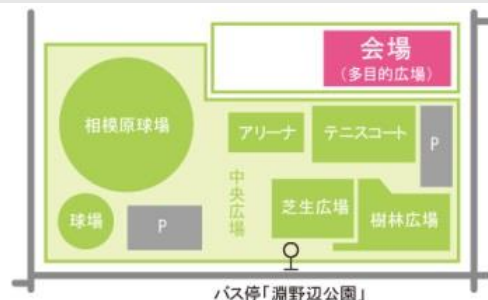 会場
（多目的広場）
相模原球場
アリーナ
テニスコート
P
中央広場
芝生広場
樹林広場
球場
P
バス停「淵野辺公園」